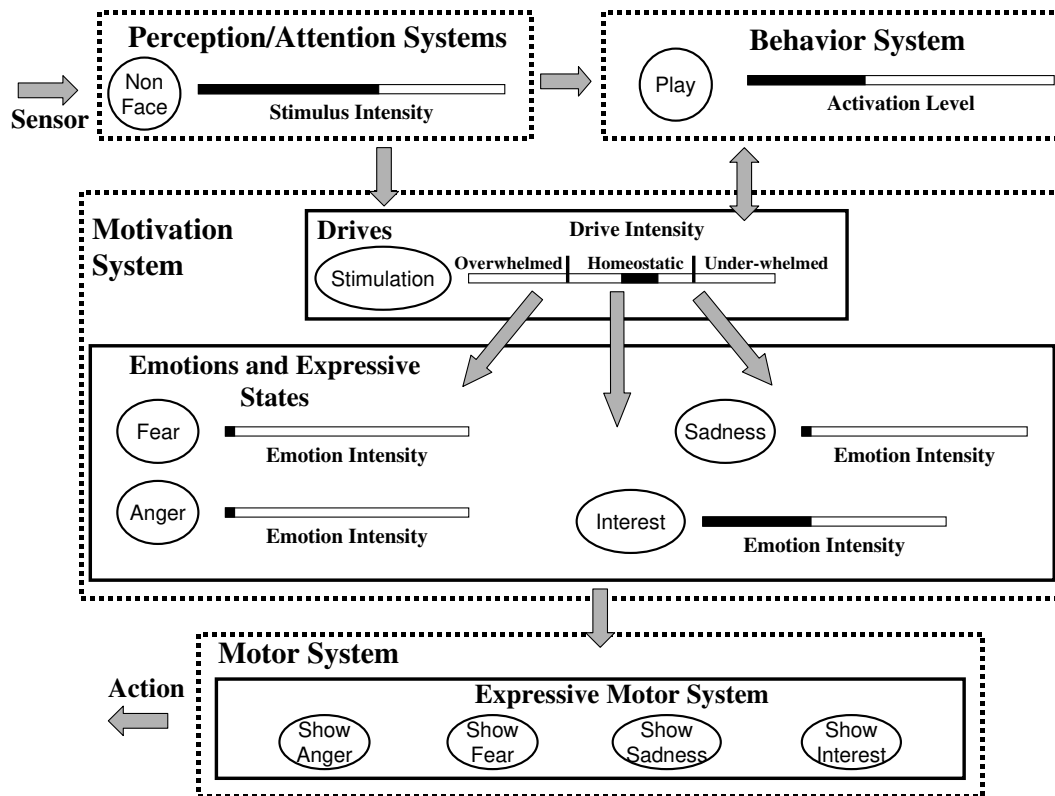 Perception/Attention Systems
Non
Face
Stimulus Intensity
Sensor
Behavior System
Play
Activation Level
Motivation
System
Drives
Drive Intensity
Stimulation
Overwhelmed
Homeostatic
Under-whelmed
Emotions and Expressive
States
Fear
Emotion Intensity
Sadness
Emotion Intensity
Anger
Emotion Intensity
Interest
Emotion Intensity
Motor System
Action
Expressive Motor System
Show
Anger
Show
Fear
Show
Sadness
Show
Interest